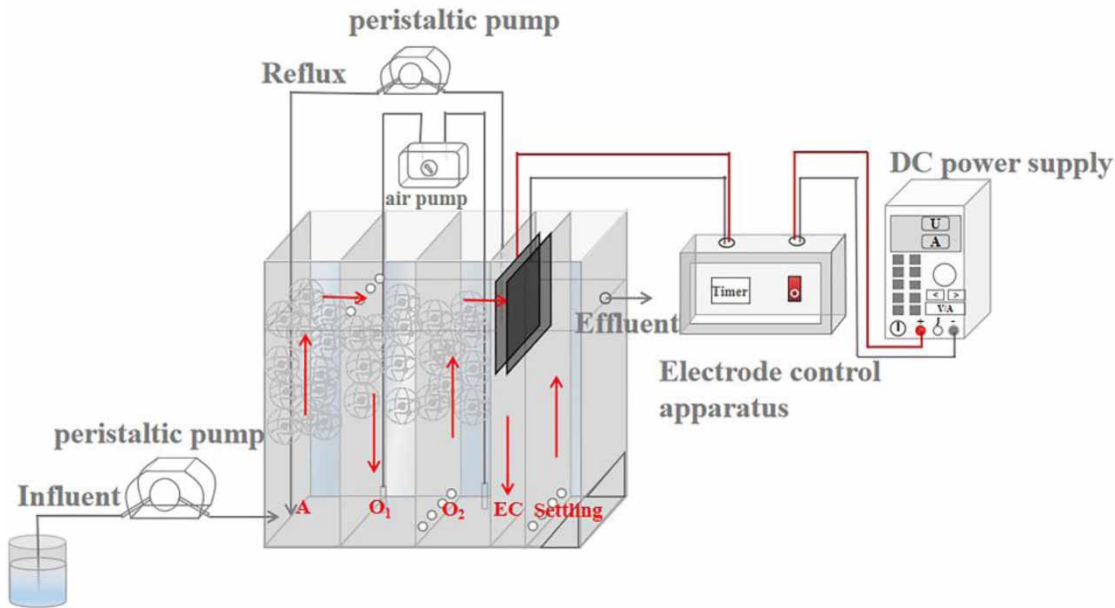 peristaltic pump
Reflux
air pump
DC power supply
U
A
Timer
< >
V/A
+ -
Effluent
Electrode control
apparatus
peristaltic pump
Influent
A O₁ O₂ EC Settling